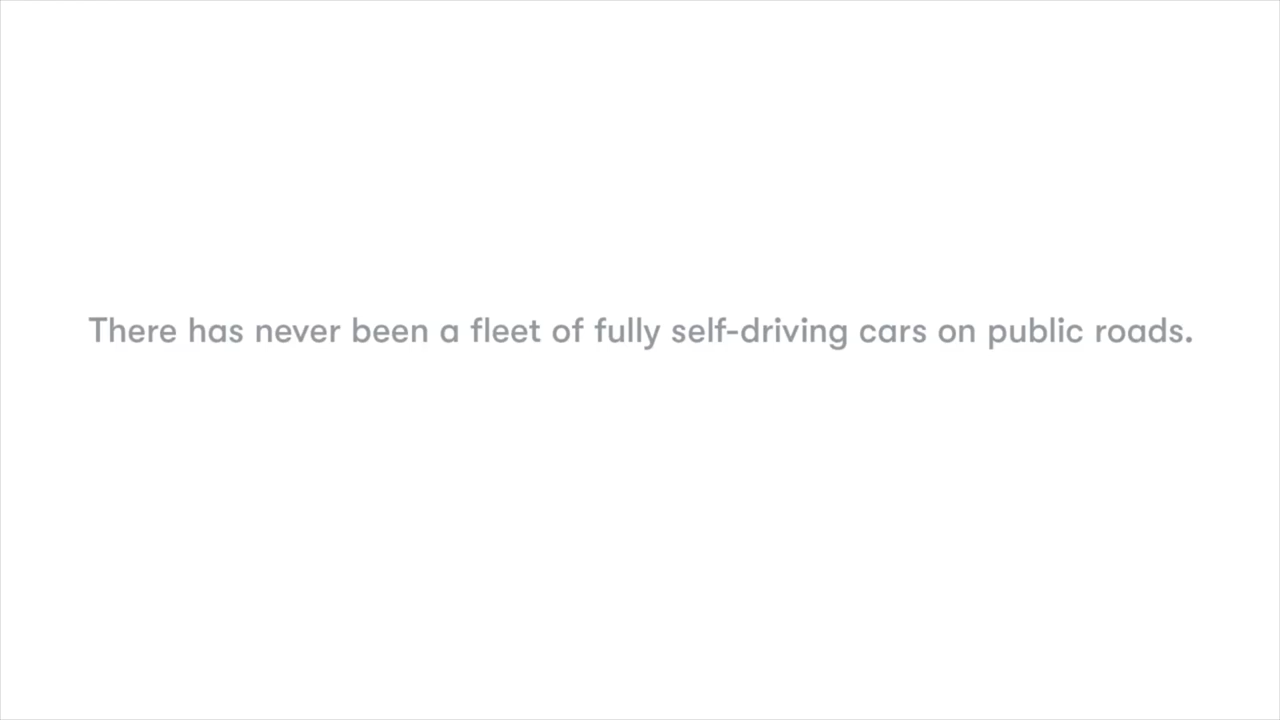 There has never been a fleet of fully self-driving cars on public roads.